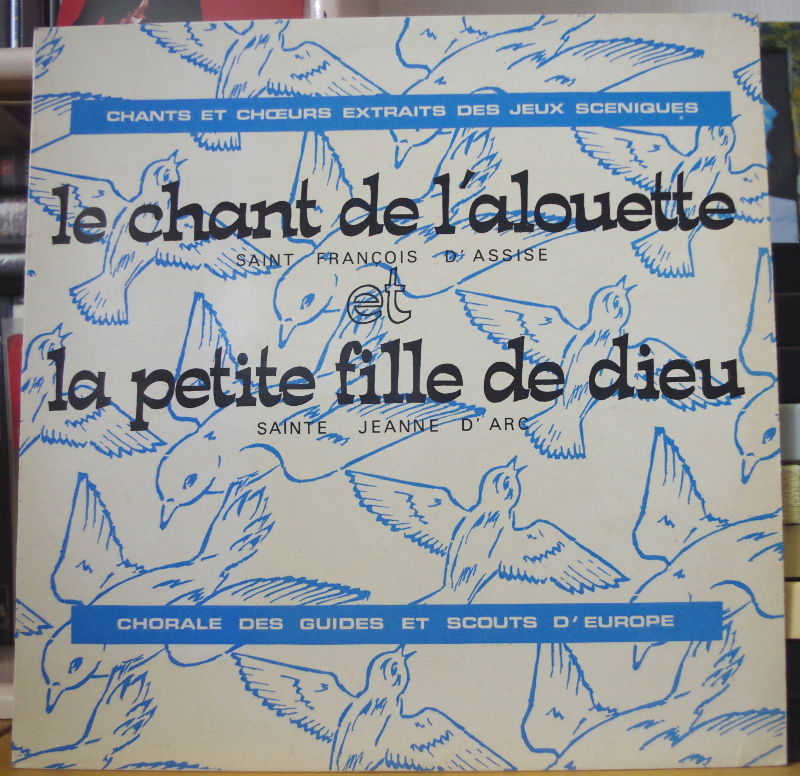 CHANTS ET CHŒURS EXTRAITS DES JEUX SCENIQUES
le chant de l'alouette
SAINT FRANCOIS D'ASSISE
et
la petite fille de dieu
SAINTE JEANNE D'ARC
CHORALE DES GUIDES ET SCOUTS D'EUROPE